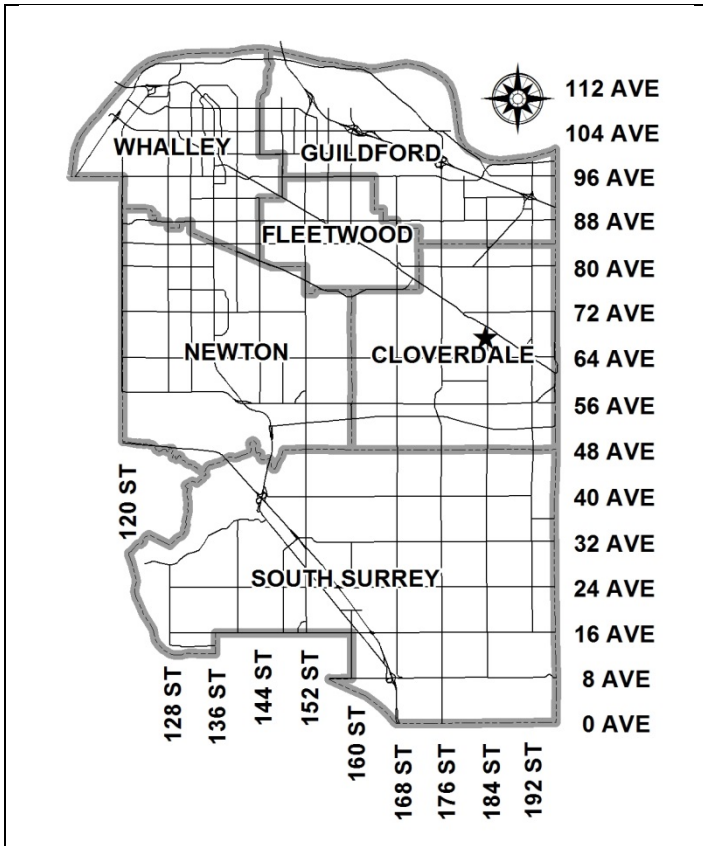 112 AVE
104 AVE
WHALLEY
GUILDFORD
96 AVE
88 AVE
FLEETWOOD
80 AVE
72 AVE
NEWTON
CLOVERDALE
64 AVE
56 AVE
48 AVE
120 ST
40 AVE
32 AVE
SOUTH SURREY
24 AVE
16 AVE
8 AVE
0 AVE
128 ST
136 ST
144 ST
152 ST
160 ST
168 ST
176 ST
184 ST
192 ST